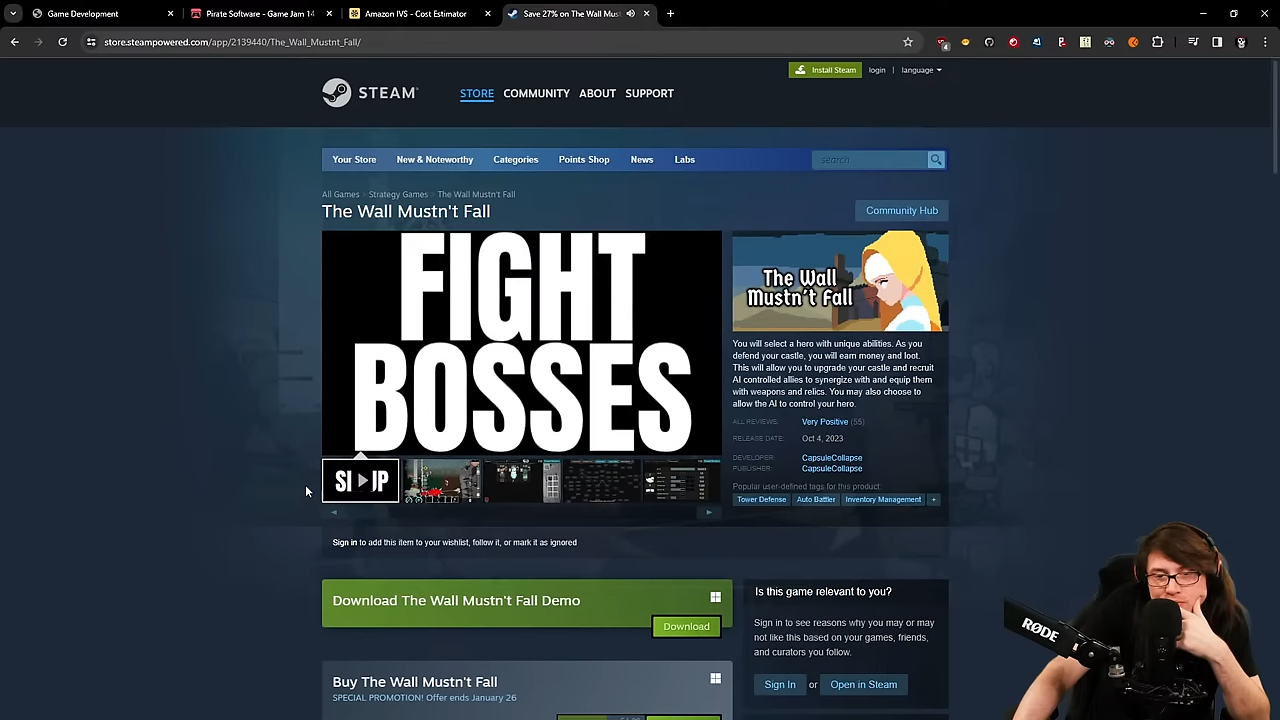 Game Development
Pirate Software - Game Jam 14
Amazon IVS - Cost Estimator
Save 27% on The Wall Mus
store.steampowered.com/app/2139440/The_Wall_Mustnt_Fall/
Install Steam
login
language
STEAM
STORE
COMMUNITY
ABOUT
SUPPORT
Your Store
New & Noteworthy
Categories
Points Shop
News
Labs
search
All Games
Strategy Games
The Wall Mustn't Fall
The Wall Mustn't Fall
Community Hub
FIGHT
BOSSES
The Wall
Mustn't Fall
You will select a hero with unique abilities. As you
defend your castle, you will earn money and loot.
This will allow you to upgrade your castle and recruit
AI controlled allies to synergize with and equip them
with weapons and relics. You may also choose to
allow the AI to control your hero.
ALL REVIEWS: Very Positive (55)
RELEASE DATE: Oct 4, 2023
DEVELOPER: CapsuleCollapse
PUBLISHER: CapsuleCollapse
Popular user-defined tags for this product:
Tower Defense
Auto Battler
Inventory Management
+
Sign in to add this item to your wishlist, follow it, or mark it as ignored
Download The Wall Mustn't Fall Demo
Download
Is this game relevant to you?
Sign in to see reasons why you may or may
not like this based on your games, friends,
and curators you follow.
Sign In
or
Open in Steam
Buy The Wall Mustn't Fall
SPECIAL PROMOTION! Offer ends January 26
RØDE